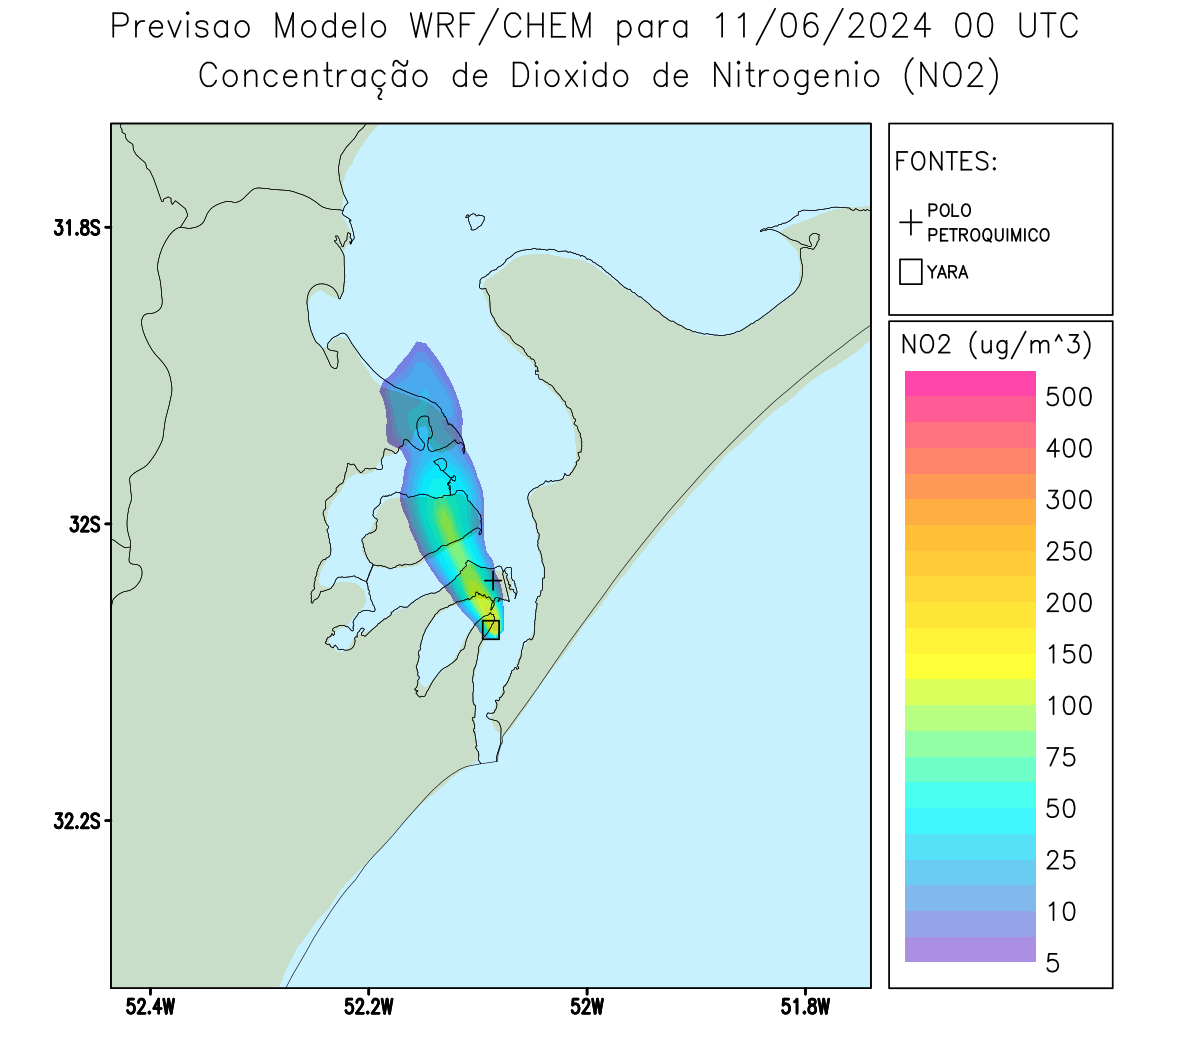 Previsao Modelo WRF/CHEM para 11/06/2024 00 UTC
Concentração de Dioxido de Nitrogenio (NO2)
FONTES:
POLO
PETROQUIMICO
YARA
31.8S
32S
32.2S
52.4W
52.2W
52W
51.8W
NO2 (ug/m^3)
500
400
300
250
200
150
100
75
50
25
10
5